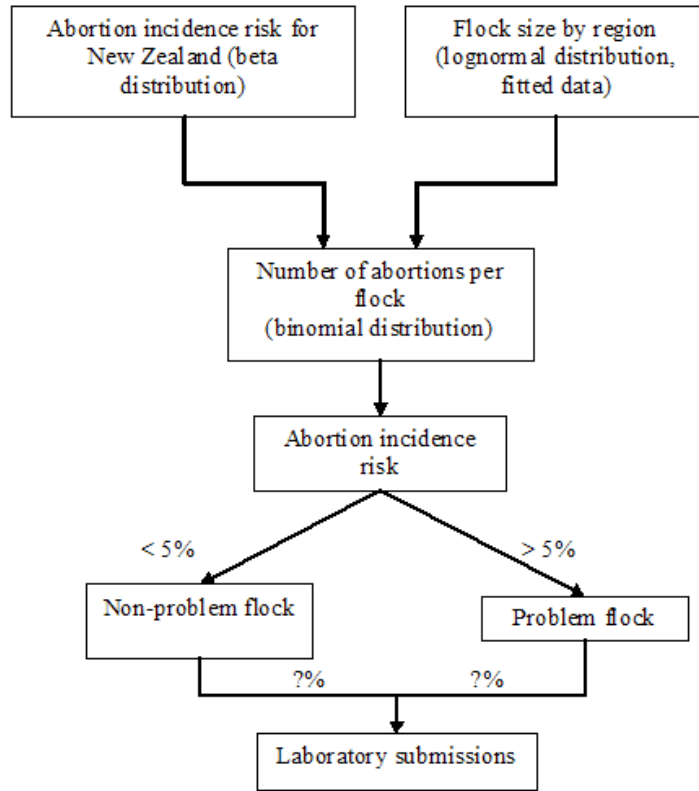 Abortion incidence risk for
New Zealand (beta
distribution)
Flock size by region
(lognormal distribution,
fitted data)
Number of abortions per
flock
(binomial distribution)
Abortion incidence
risk
< 5%
> 5%
Non-problem flock
Problem flock
?%
?%
Laboratory submissions